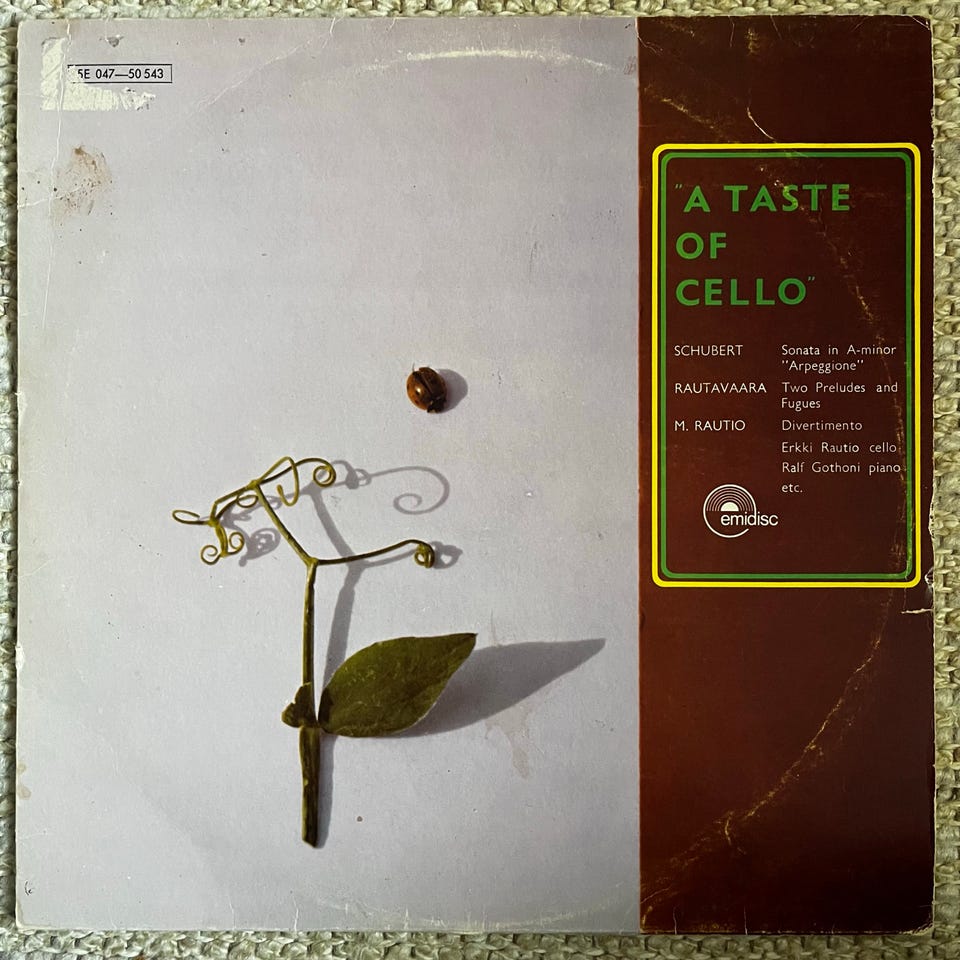 5E 047—50 543
"A TASTE
OF
CELLO"
SCHUBERT Sonata in A-minor
"Arpeggione"
RAUTAVAARA Two Preludes and
Fugues
M. RAUTIO Divertimento
Erkki Rautio cello
Ralf Gothoni piano
etc.
emidisc